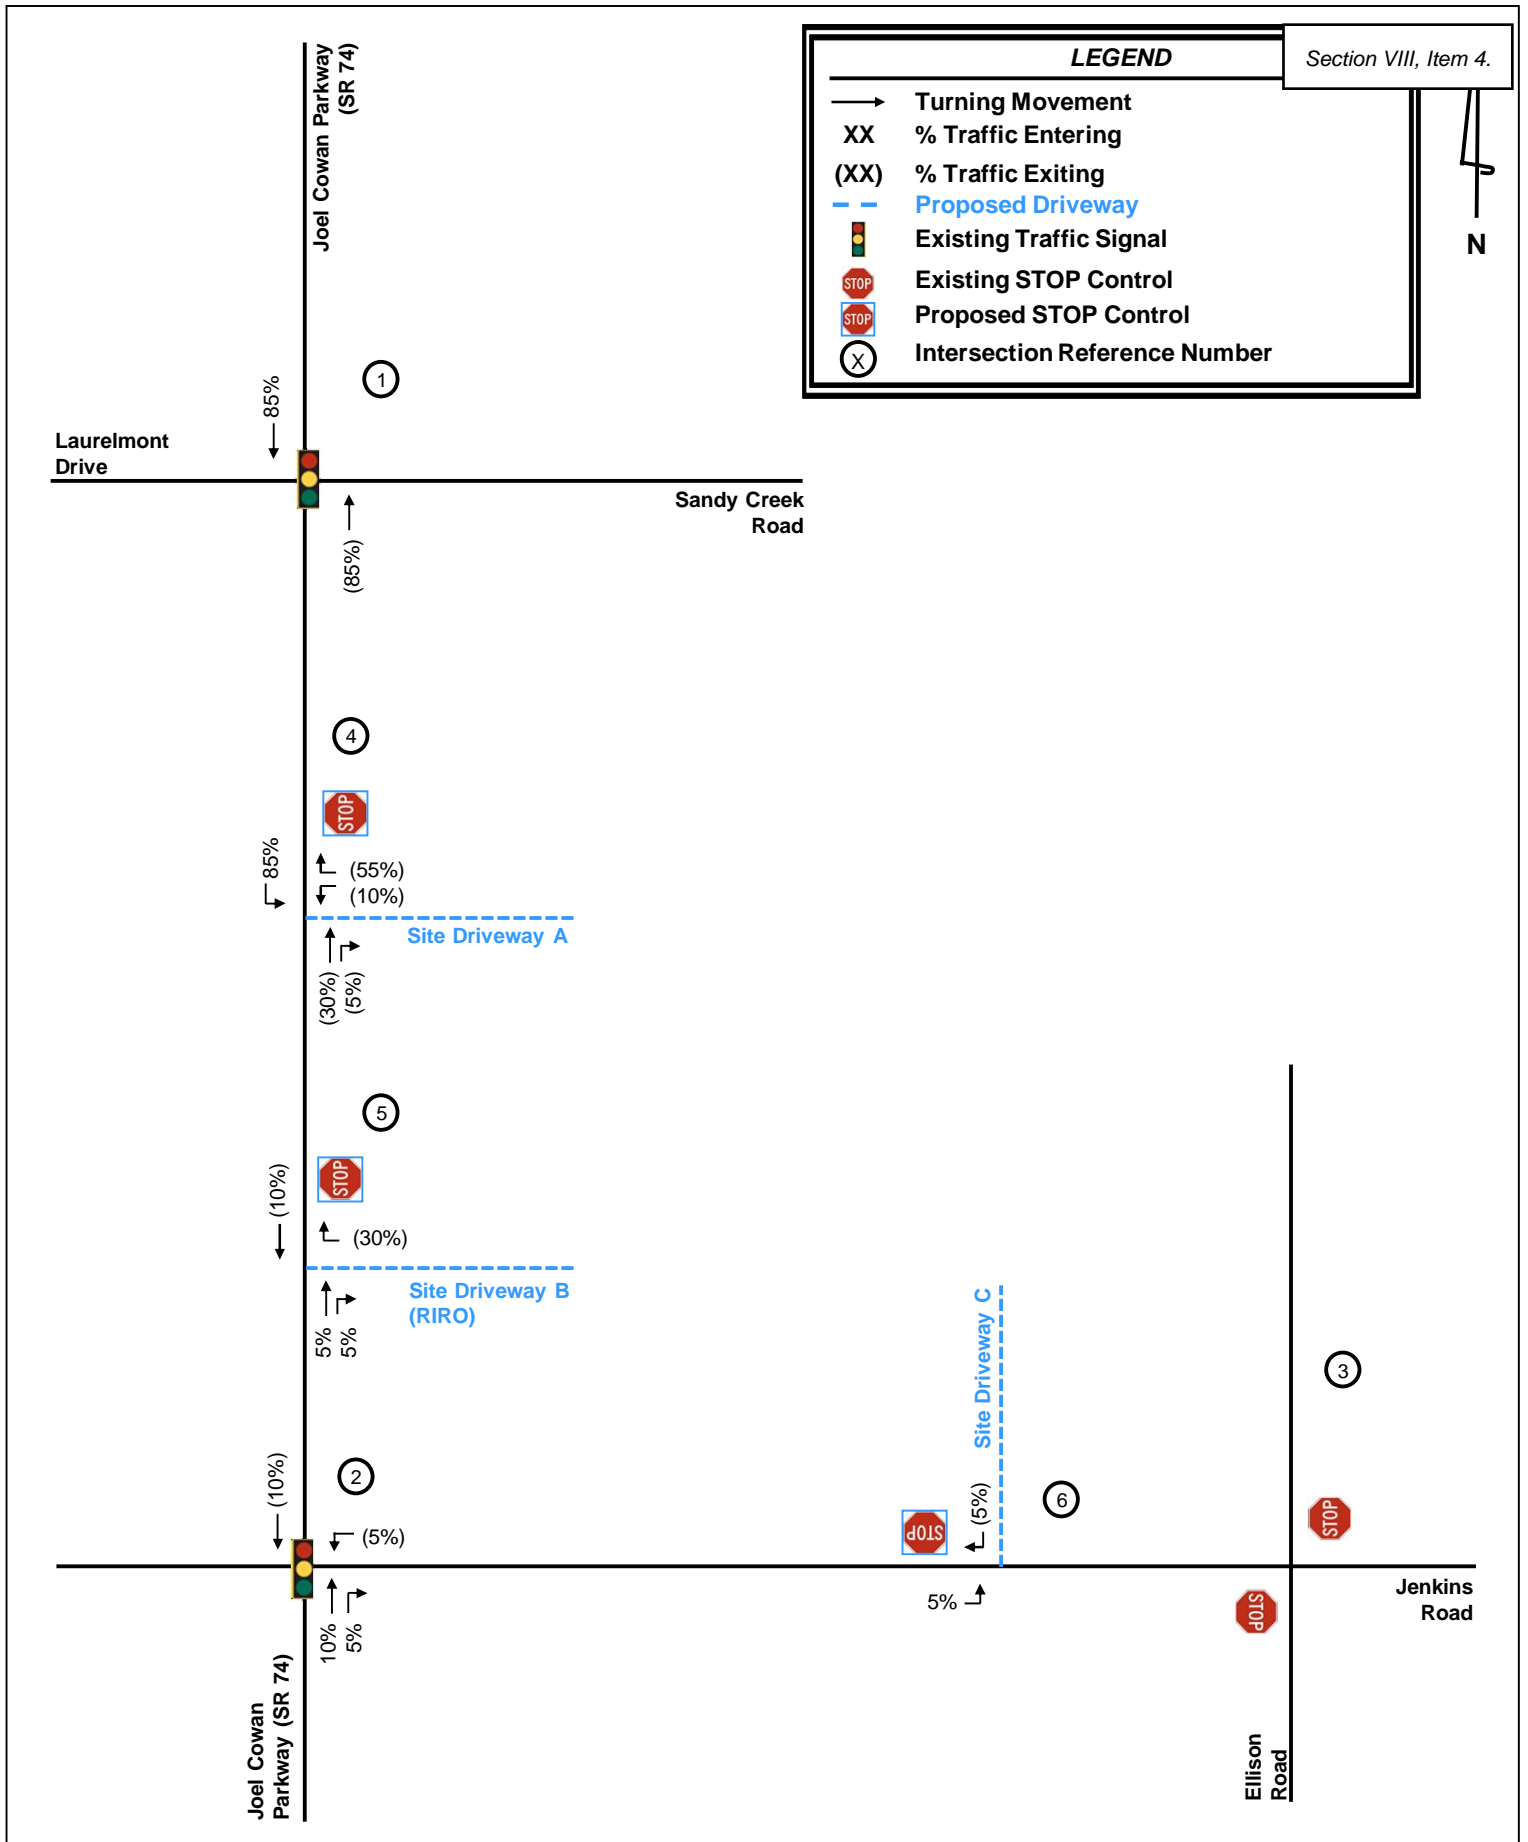 Section VIII, Item 4.
LEGEND
Turning Movement
XX % Traffic Entering
(XX) % Traffic Exiting
Proposed Driveway
Existing Traffic Signal
STOP Existing STOP Control
STOP Proposed STOP Control
X Intersection Reference Number
N
Joel Cowan Parkway
(SR 74)
1
85%
Laurelmont
Drive
Sandy Creek
Road
(85%)
4
STOP
85%
(55%)
(10%)
Site Driveway A
(30%)
(5%)
5
STOP
(10%)
(30%)
Site Driveway B
(RIRO)
5%
5%
Site Driveway C
3
2
(10%)
(5%)
6
STOP
(5%)
STOP
5%
10%
5%
STOP
Jenkins
Road
Joel Cowan
Parkway (SR 74)
Ellison
Road